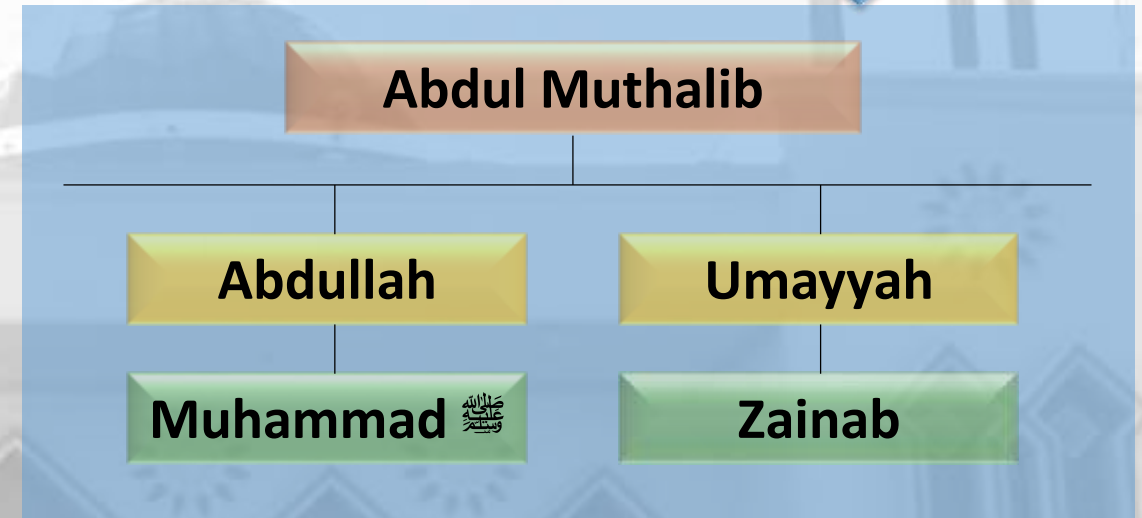 Abdul Muthalib
Abdullah
Umayyah
Muhammad ﷺ
Zainab